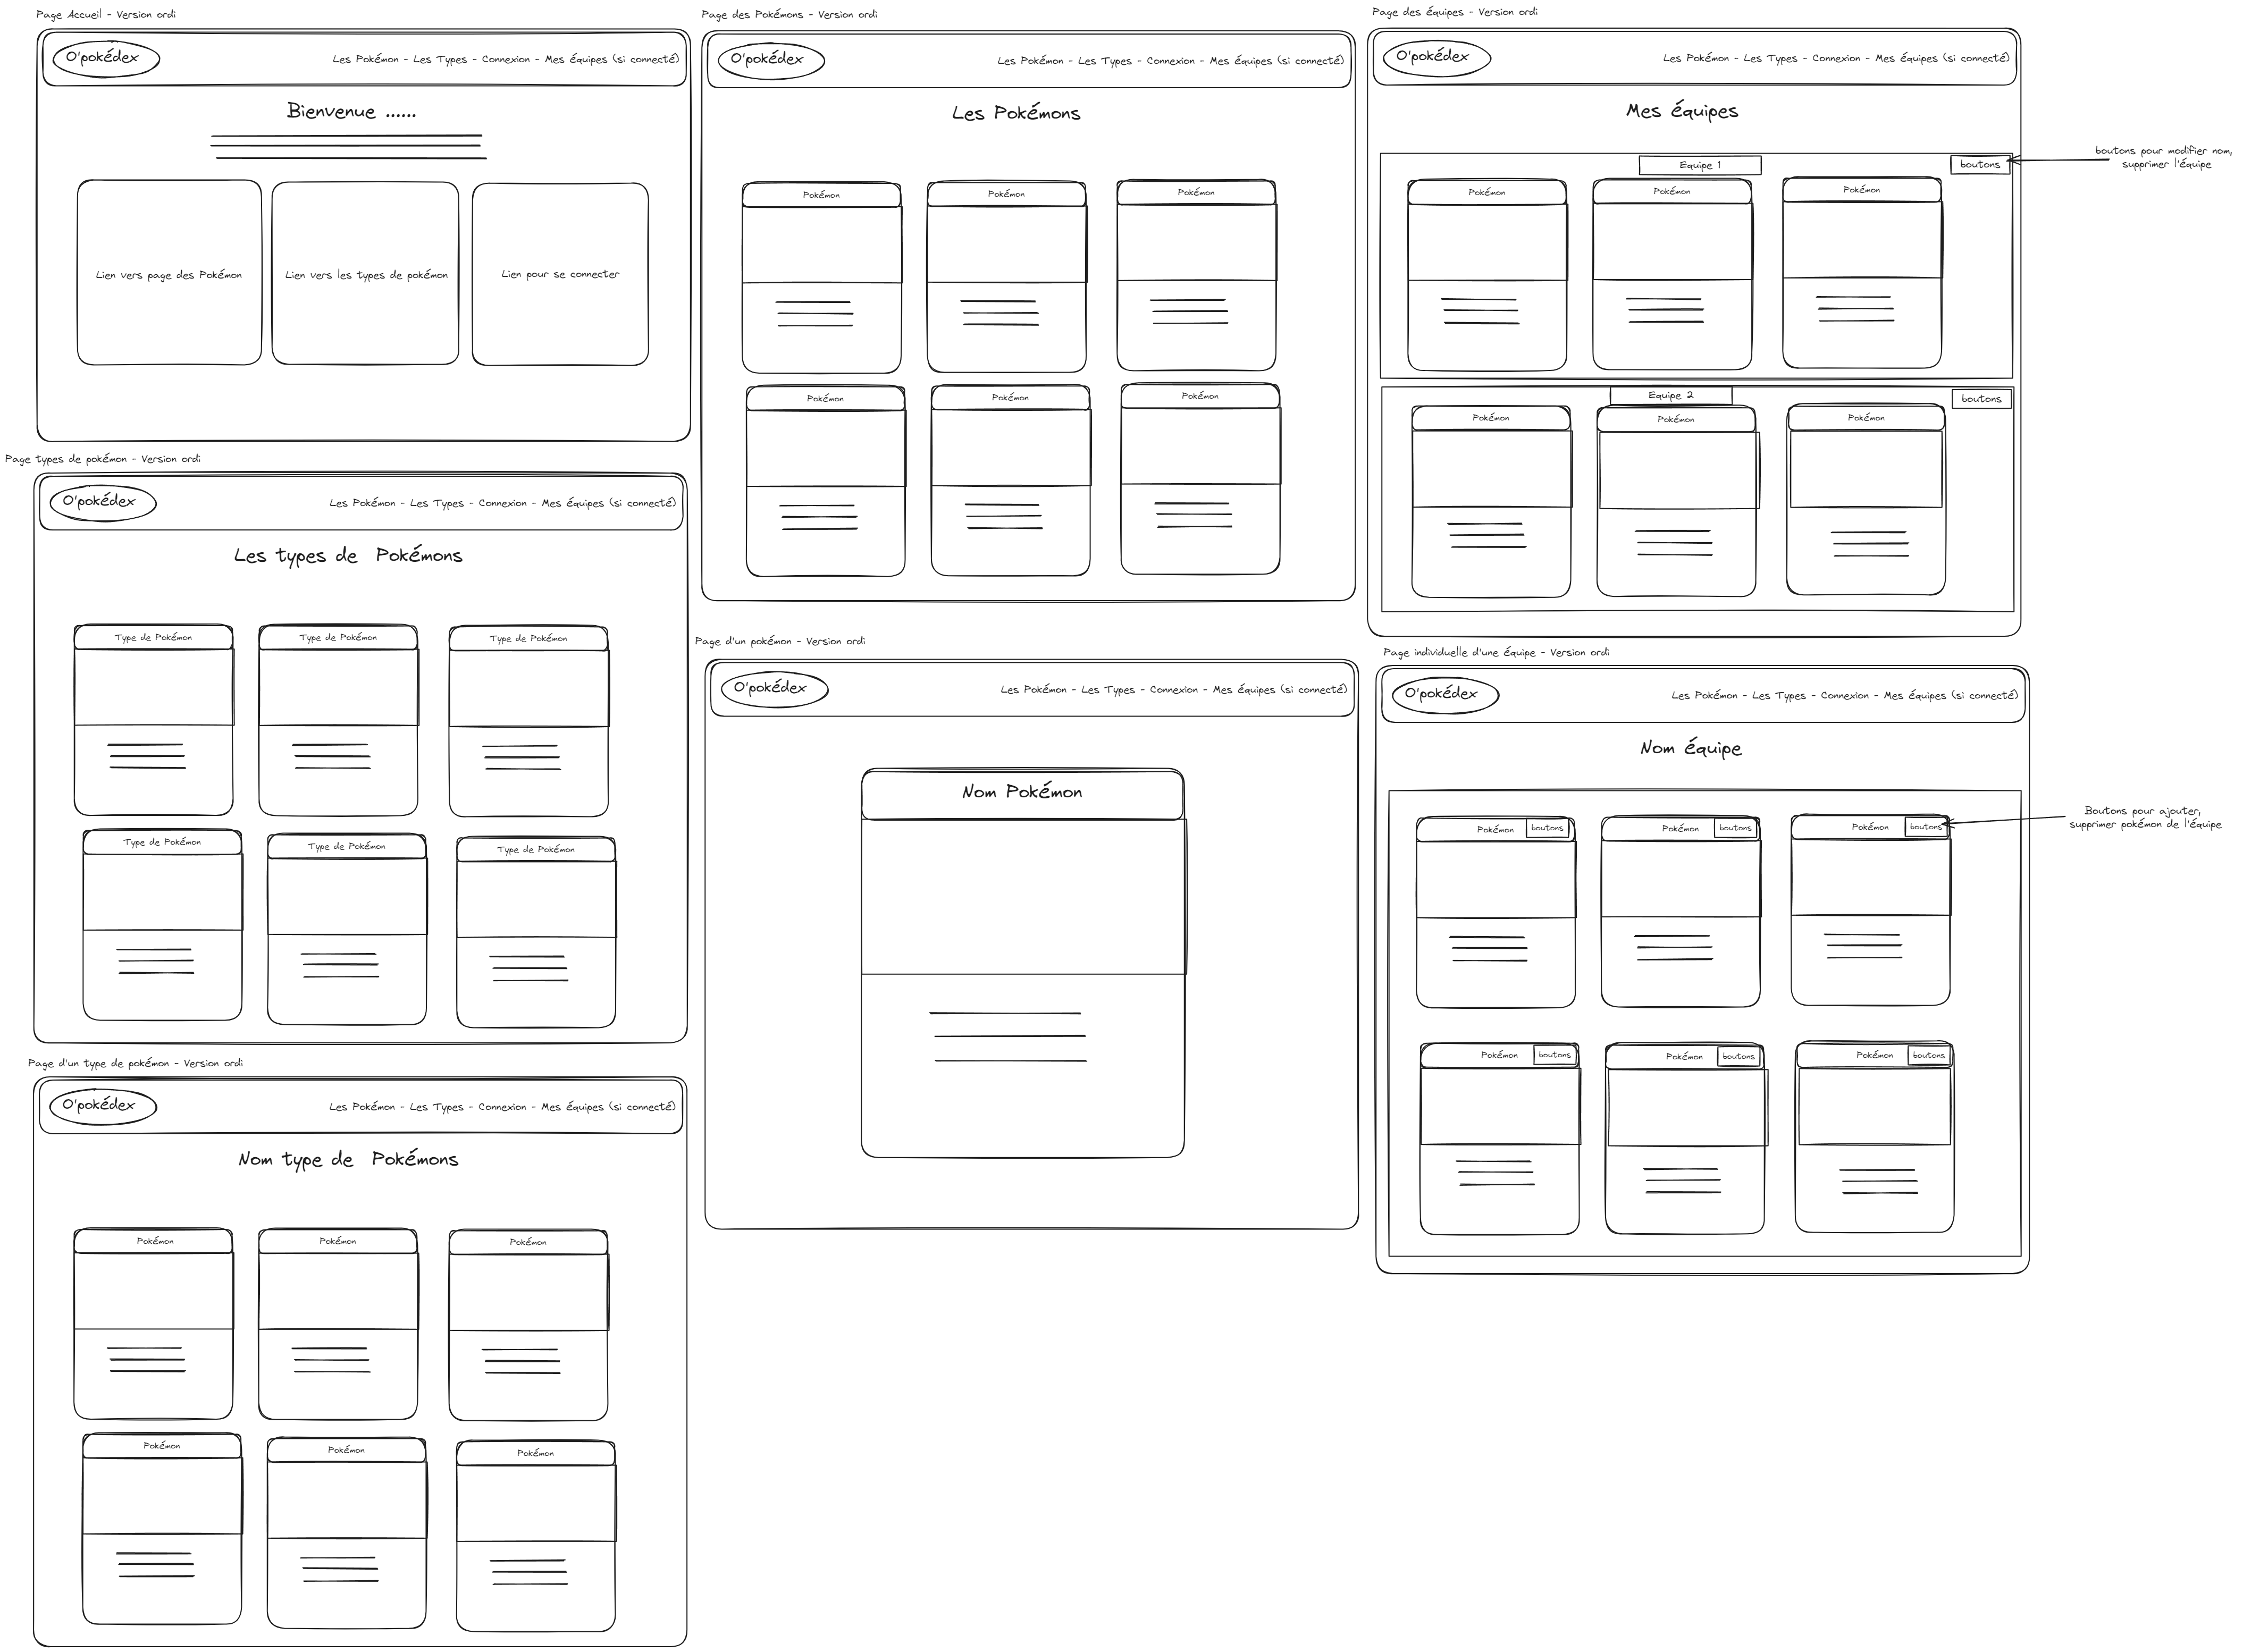 Page Accueil - Version ordi
O'pokédex
Les Pokémon - Les Types - Connexion - Mes équipes (si connecté)
Bienvenue ......
Lien vers page des Pokémon
Lien vers les types de pokémon
Lien pour se connecter
Page types de pokémon - Version ordi
O'pokédex
Les Pokémon - Les Types - Connexion - Mes équipes (si connecté)
Les types de Pokémons
Type de Pokémon
Type de Pokémon
Type de Pokémon
Type de Pokémon
Type de Pokémon
Type de Pokémon
Page d'un type de pokémon - Version ordi
O'pokédex
Les Pokémon - Les Types - Connexion - Mes équipes (si connecté)
Nom type de Pokémons
Pokémon
Pokémon
Pokémon
Pokémon
Pokémon
Pokémon
Page des Pokémons - Version ordi
O'pokédex
Les Pokémon - Les Types - Connexion - Mes équipes (si connecté)
Les Pokémons
Pokémon
Pokémon
Pokémon
Pokémon
Pokémon
Pokémon
Page d'un pokémon - Version ordi
O'pokédex
Les Pokémon - Les Types - Connexion - Mes équipes (si connecté)
Nom Pokémon
Page des équipes - Version ordi
O'pokédex
Les Pokémon - Les Types - Connexion - Mes équipes (si connecté)
Mes équipes
Equipe 1
boutons
boutons pour modifier nom,
supprimer l'équipe
Pokémon
Pokémon
Pokémon
Equipe 2
boutons
Pokémon
Pokémon
Pokémon
Page individuelle d'une équipe - Version ordi
O'pokédex
Les Pokémon - Les Types - Connexion - Mes équipes (si connecté)
Nom équipe
Pokémon
boutons
Pokémon
boutons
Pokémon
boutons
Boutons pour ajouter,
supprimer pokémon de l'équipe
Pokémon
boutons
Pokémon
boutons
Pokémon
boutons